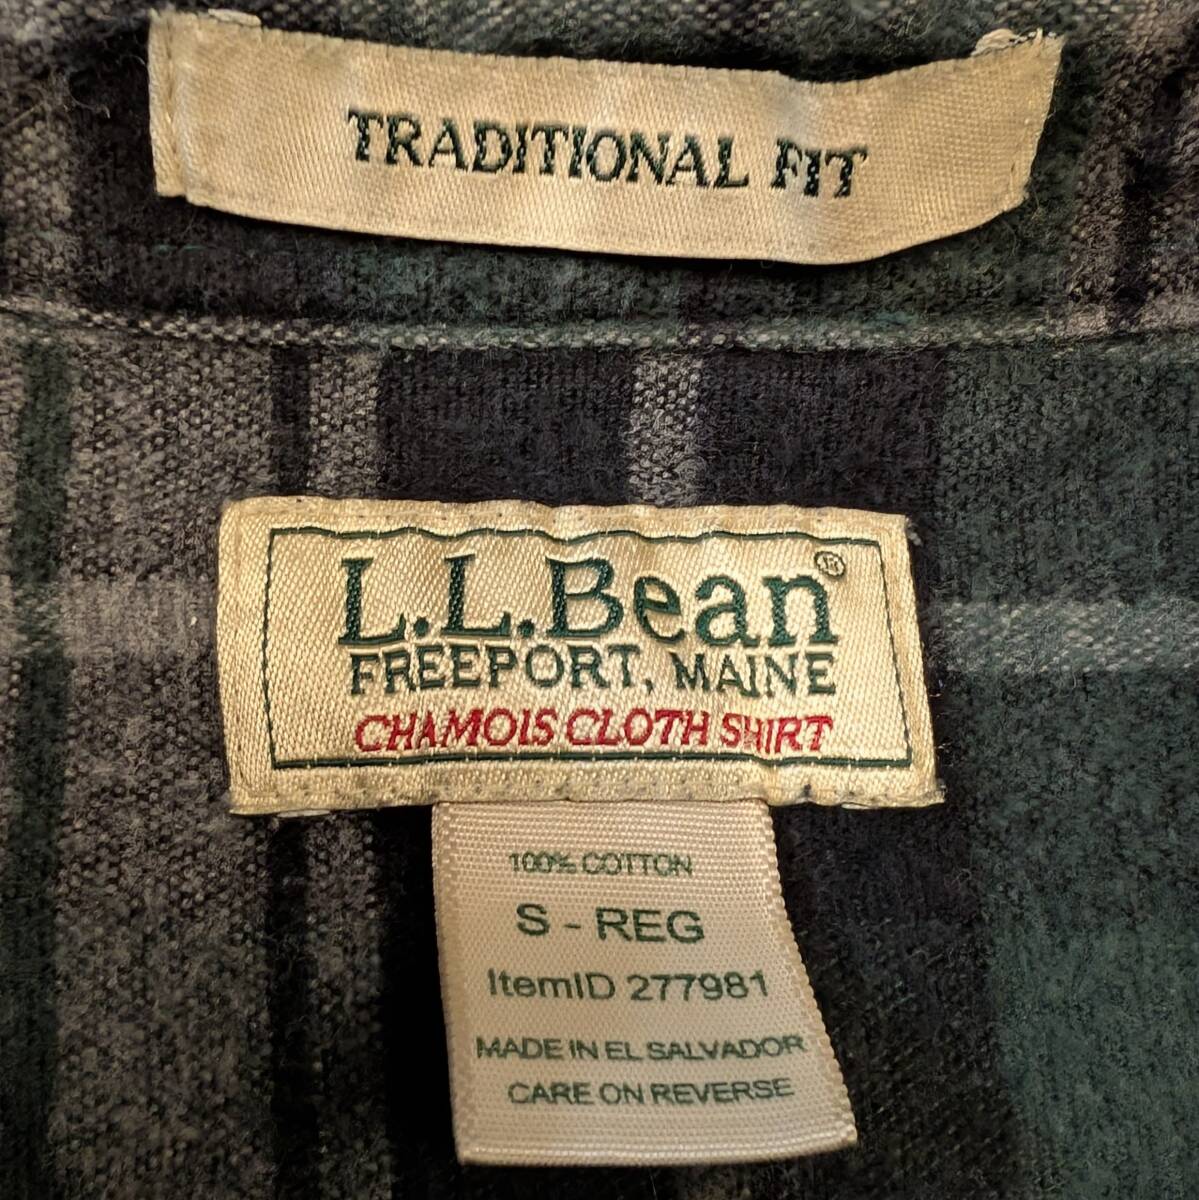 TRADITIONAL FIT
L.L.Bean®
FREEPORT, MAINE
CHAMOIS CLOTH SHIRT
100% COTTON
S - REG
ItemID 277981
MADE IN EL SALVADOR
CARE ON REVERSE